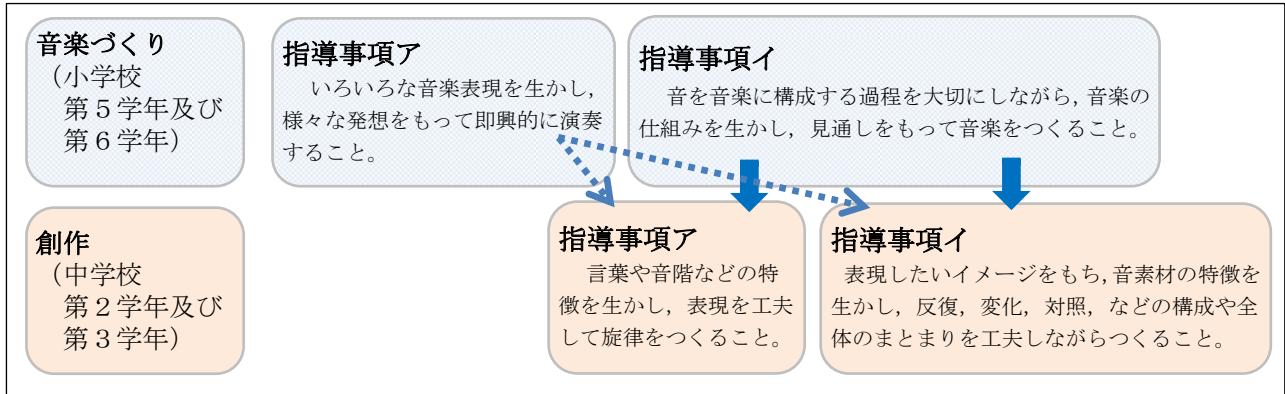 音楽づくり
（小学校
第５学年及び
第６学年）
指導事項ア
いろいろな音楽表現を生かし，
様々な発想をもって即興的に演奏
すること。
指導事項イ
音を音楽に構成する過程を大切にしながら，音楽の
仕組みを生かし，見通しをもって音楽をつくること。
創作
（中学校
第２学年及び
第３学年）
指導事項ア
言葉や音階などの特
徴を生かし，表現を工夫
して旋律をつくること。
指導事項イ
表現したいイメージをもち，音素材の特徴を
生かし，反復，変化，対照，などの構成や全
体のまとまりを工夫しながらつくること。